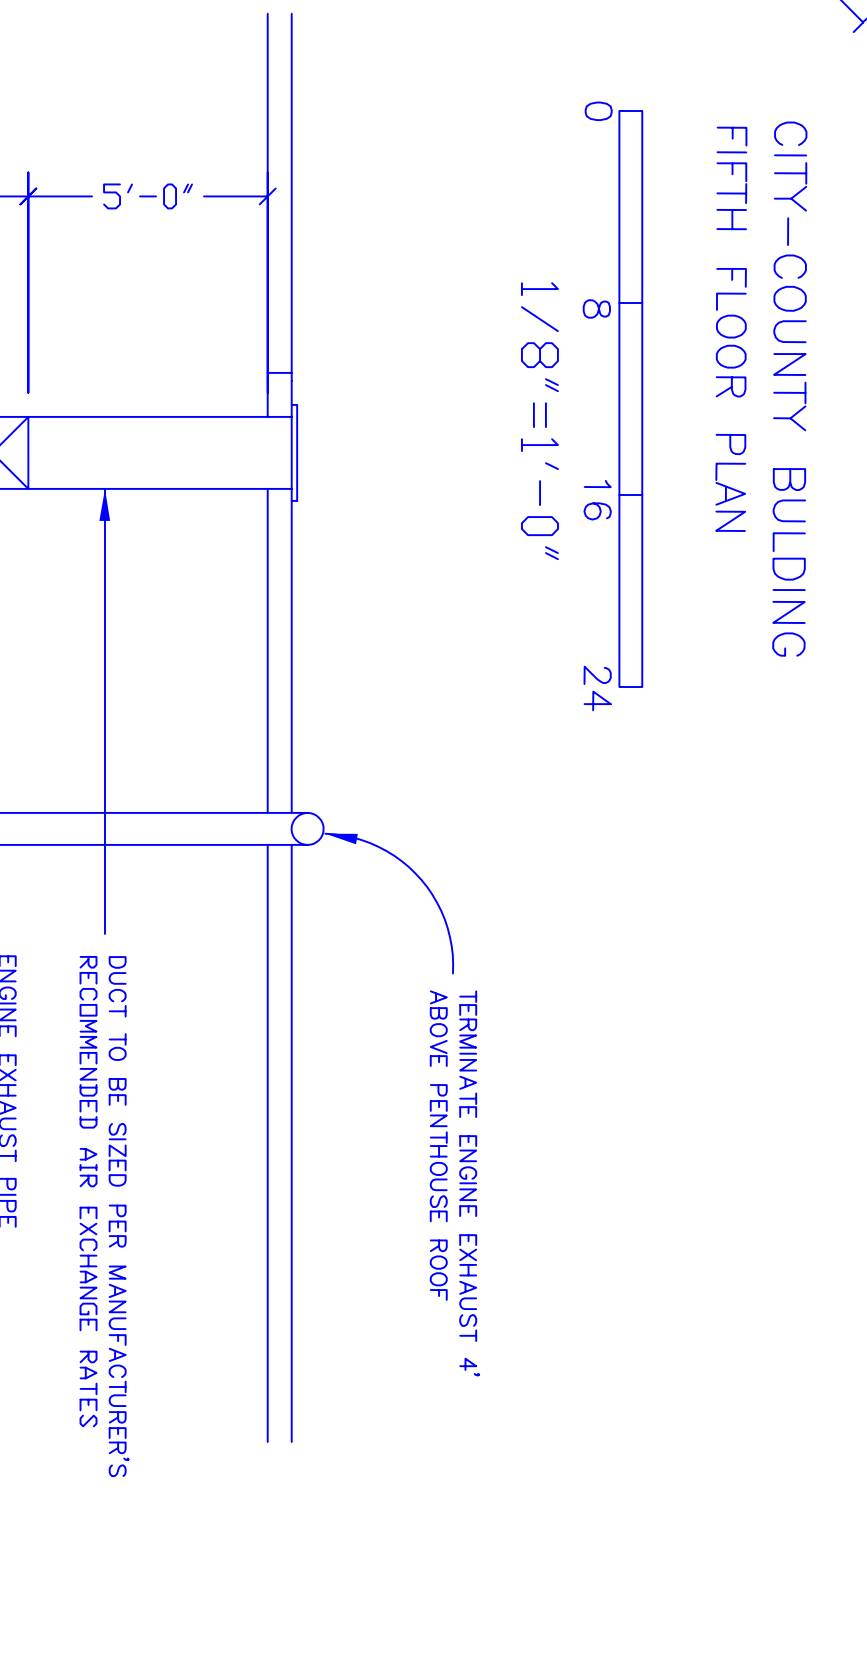 CITY-COUNTY BULDING
FIFTH FLOOR PLAN
0 8 16 24
1/8"=1'-0"
5'-0"
TERMINATE ENGINE EXHAUST 4'
ABOVE PENTHOUSE ROOF
DUCT TO BE SIZED PER MANUFACTURER'S
RECOMMENDED AIR EXCHANGE RATES
ENGINE EXHAUST PIPE